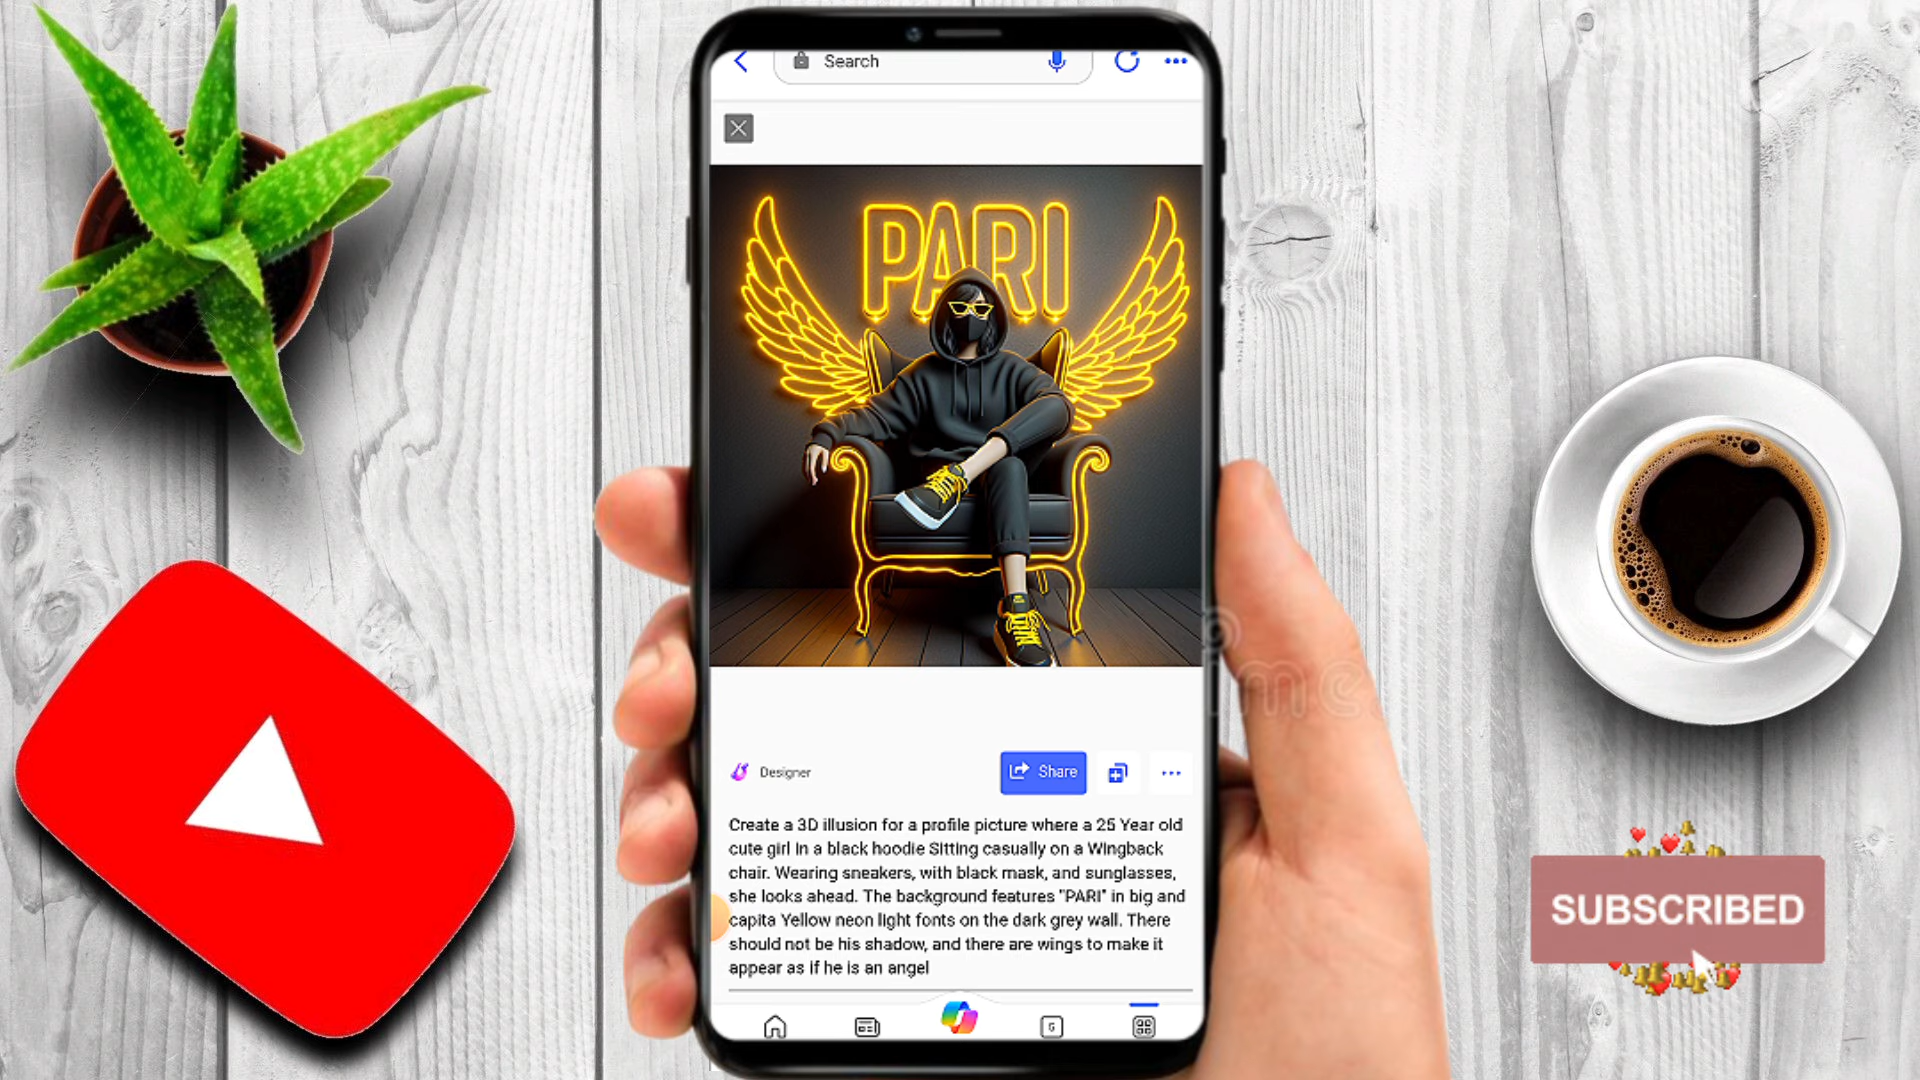 Search
PARI
Designer
Share
Create a 3D illusion for a profile picture where a 25 Year old
cute girl in a black hoodie Sitting casually on a Wingback
chair. Wearing sneakers, with black mask, and sunglasses,
she looks ahead. The background features "PARI" in big and
capita Yellow neon light fonts on the dark grey wall. There
should not be his shadow, and there are wings to make it
appear as if he is an angel
5
SUBSCRIBED